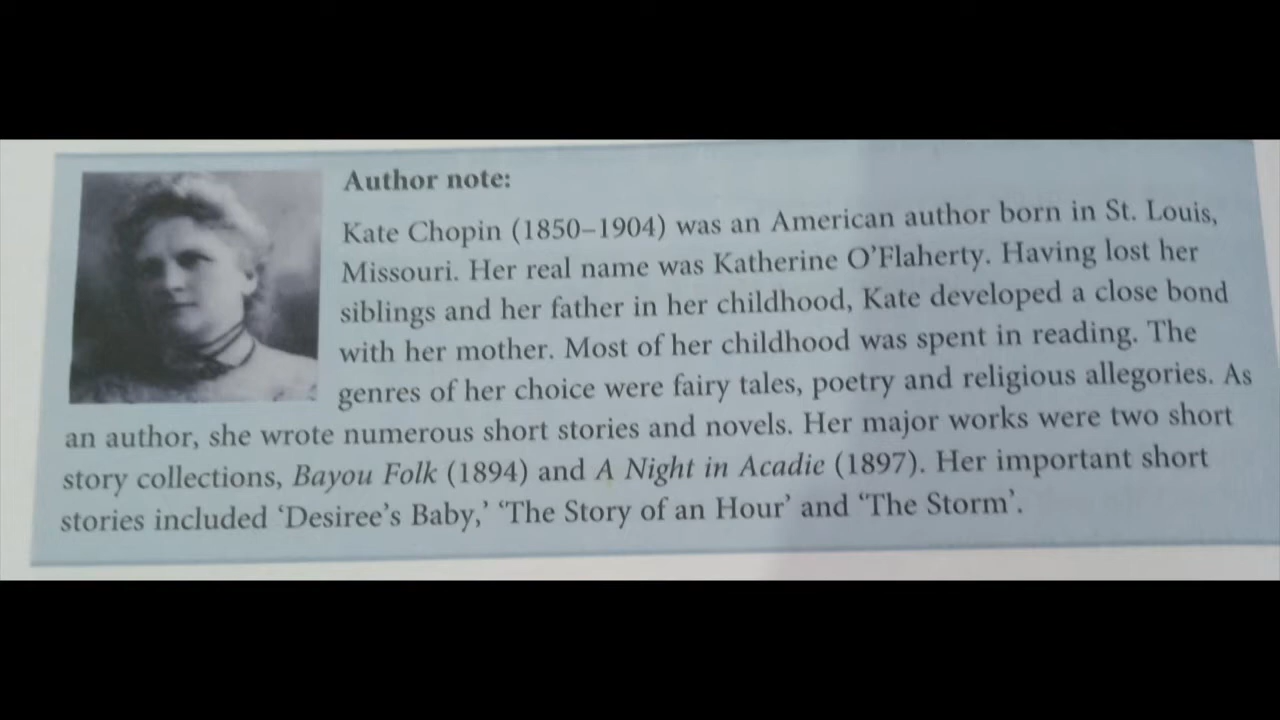 Author note:
Kate Chopin (1850–1904) was an American author born in St. Louis,
Missouri. Her real name was Katherine O'Flaherty. Having lost her
siblings and her father in her childhood, Kate developed a close bond
with her mother. Most of her childhood was spent in reading. The
genres of her choice were fairy tales, poetry and religious allegories. As
an author, she wrote numerous short stories and novels. Her major works were two short
story collections, Bayou Folk (1894) and A Night in Acadie (1897). Her important short
stories included ‘Desiree’s Baby,’ ‘The Story of an Hour’ and ‘The Storm’.